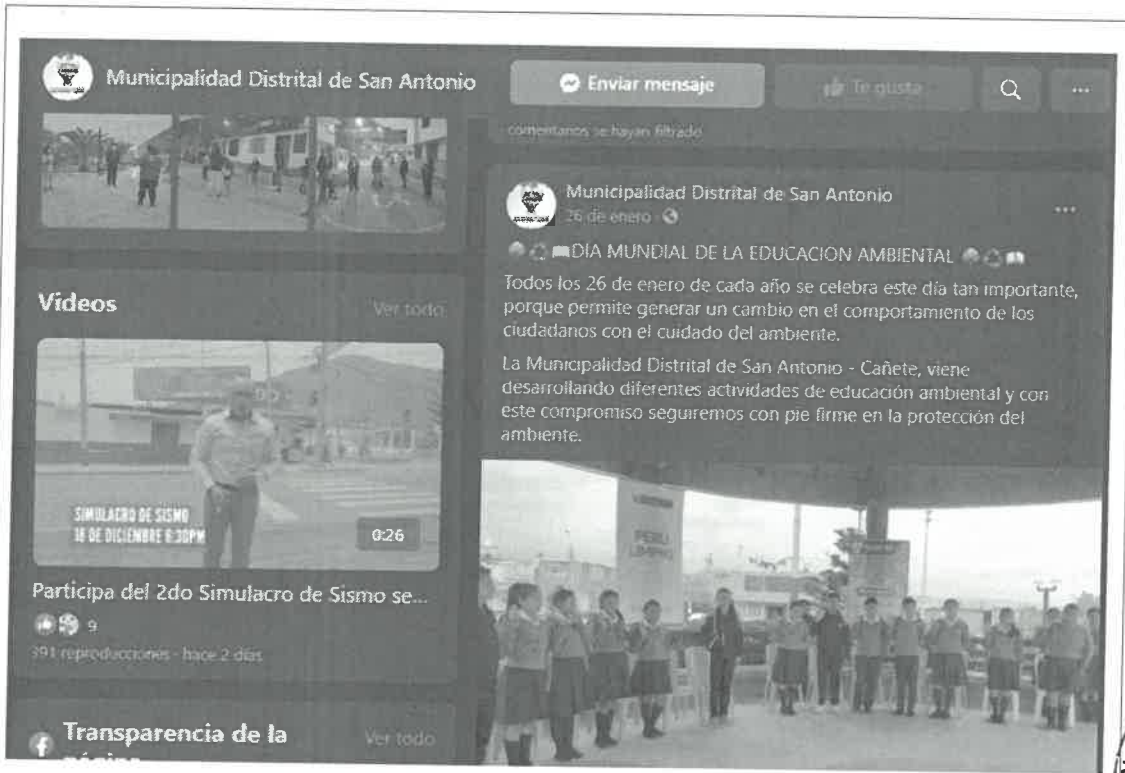 Municipalidad Distrital de San Antonio
Enviar mensaje
Te gusta
comentarios se hayan filtrado
Videos
Ver todo
SIMULACRO DE SISMO
18 DE DICIEMBRE 6:30PM
0:26
Participa del 2do Simulacro de Sismo se...
9
391 reproducciones · hace 2 días
Transparencia de la
Ver todo
Municipalidad Distrital de San Antonio
26 de enero
DÍA MUNDIAL DE LA EDUCACION AMBIENTAL
Todos los 26 de enero de cada año se celebra este día tan importante,
porque permite generar un cambio en el comportamiento de los
ciudadanos con el cuidado del ambiente.
La Municipalidad Distrital de San Antonio - Cañete, viene
desarrollando diferentes actividades de educación ambiental y con
este compromiso seguiremos con pie firme en la protección del
ambiente.
PERÚ
LIMPIO